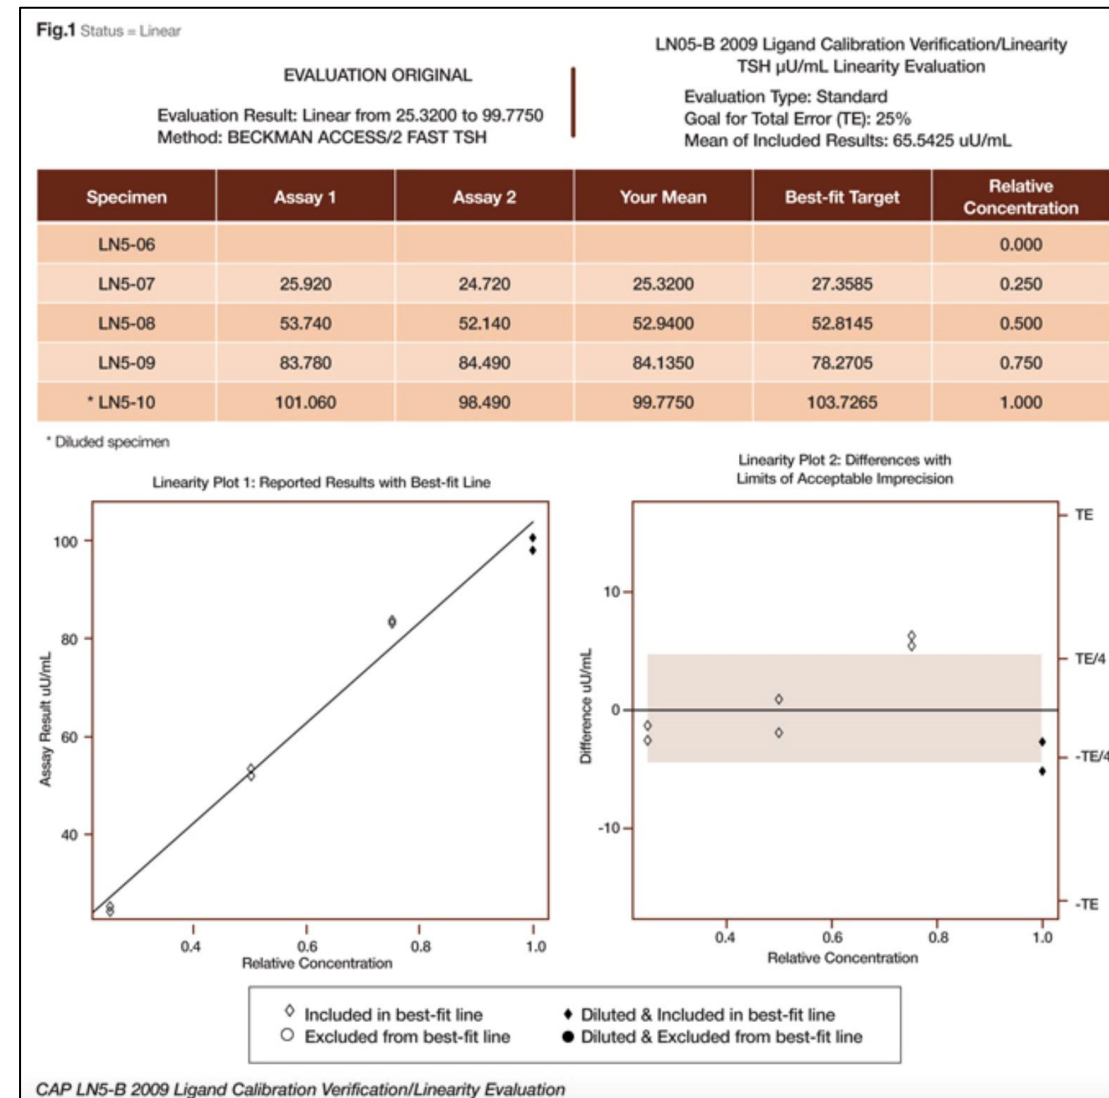 Fig.1 Status = Linear
EVALUATION ORIGINAL
Evaluation Result: Linear from 25.3200 to 99.7750
Method: BECKMAN ACCESS/2 FAST TSH
LN05-B 2009 Ligand Calibration Verification/Linearity
TSH µU/mL Linearity Evaluation
Evaluation Type: Standard
Goal for Total Error (TE): 25%
Mean of Included Results: 65.5425 uU/mL
Specimen Assay 1 Assay 2 Your Mean Best-fit Target Relative Concentration
LN5-06 0.000
LN5-07 25.920 24.720 25.3200 27.3585 0.250
LN5-08 53.740 52.140 52.9400 52.8145 0.500
LN5-09 83.780 84.490 84.1350 78.2705 0.750
* LN5-10 101.060 98.490 99.7750 103.7265 1.000
* Diluted specimen
Linearity Plot 1: Reported Results with Best-fit Line
Assay Result uU/mL
100
80
60
40
0.4 0.6 0.8 1.0
Relative Concentration
Linearity Plot 2: Differences with
Limits of Acceptable Imprecision
Difference uU/mL
10
0
-10
TE
TE/4
-TE/4
-TE
0.4 0.6 0.8 1.0
Relative Concentration
Included in best-fit line
Excluded from best-fit line
Diluted & Included in best-fit line
Diluted & Excluded from best-fit line
CAP LN5-B 2009 Ligand Calibration Verification/Linearity Evaluation